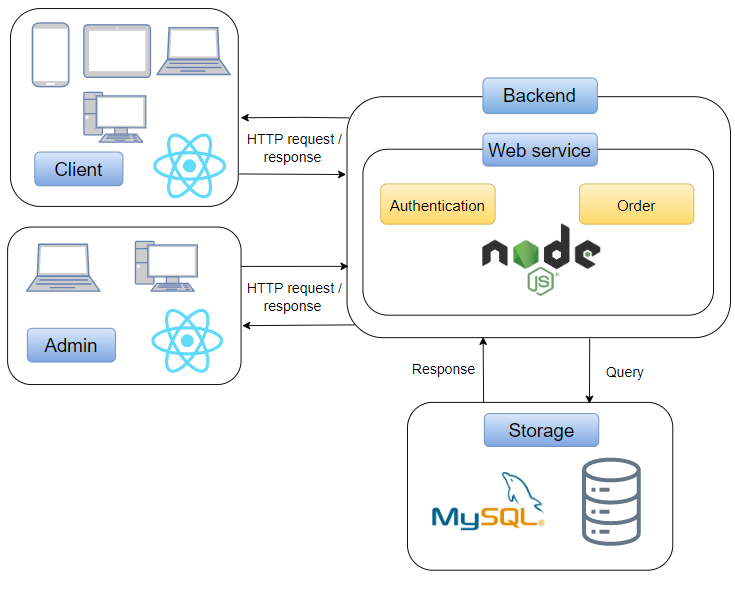 Client
HTTP request /
response
Admin
HTTP request /
response
Backend
Web service
Authentication
Order
node
JS
Response
Query
Storage
MySQL®